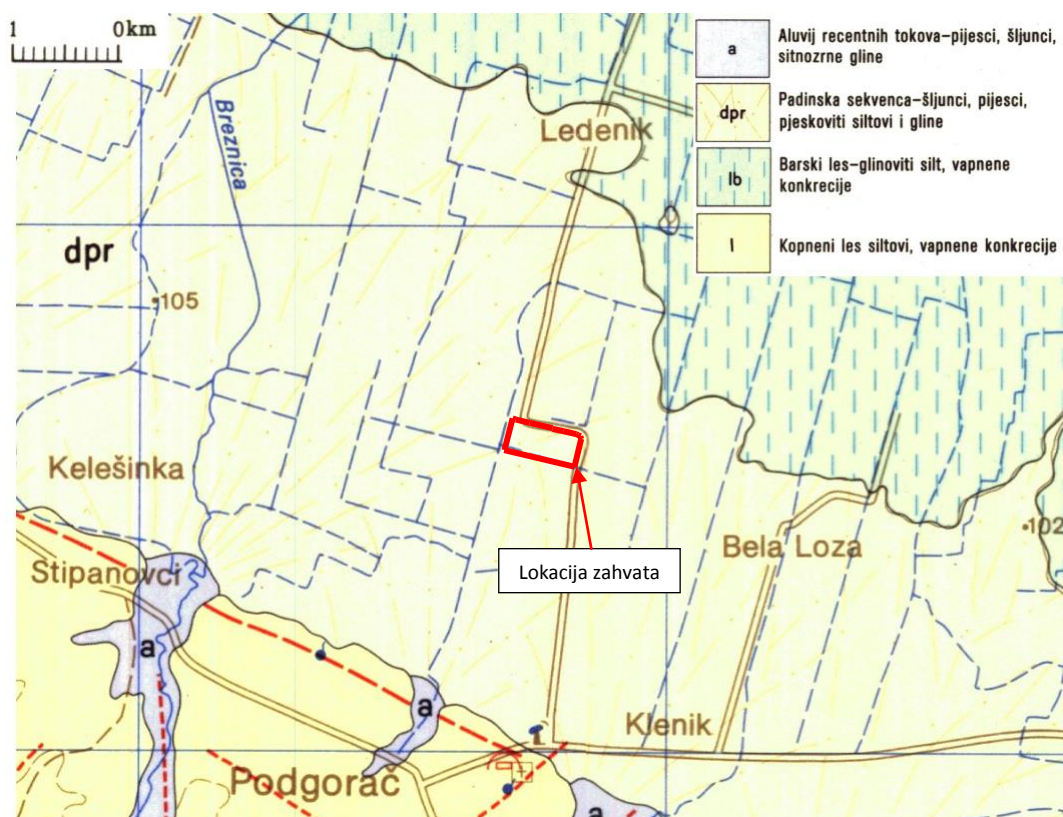 1 0km
a
Aluvij recentnih tokova-pijesci, šljunci,
sitnozrne gline
dpr
Padinska sekvenca-šljunci, pijesci,
pjeskoviti siltovi i gline
lb
Barski les-glinoviti silt, vapnene
konkrecije
l
Kopneni les siltovi, vapnene konkrecije
Breznica
Ledenik
dpr
105
Kelešinka
Stipanovci
a
Lokacija zahvata
Bela Loza
102
a
Klenik
Podgorač
a